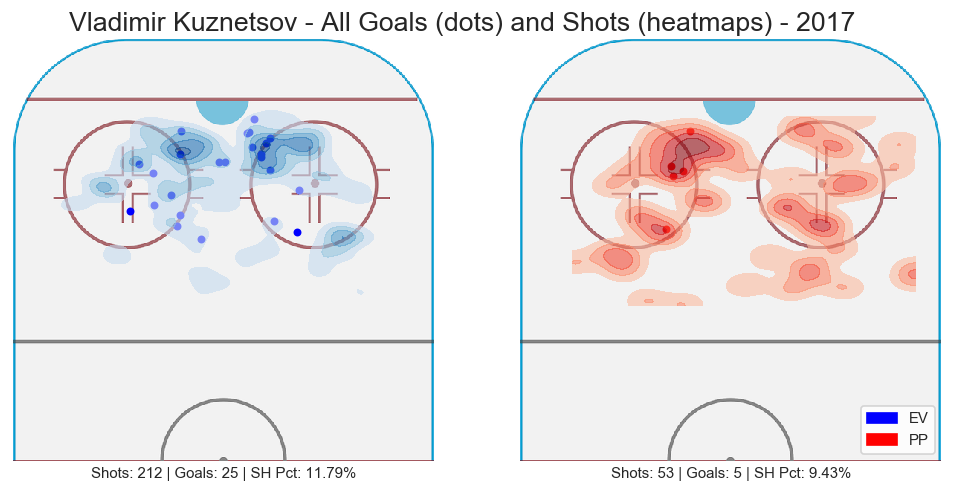 Vladimir Kuznetsov - All Goals (dots) and Shots (heatmaps) - 2017
EV
PP
Shots: 212 | Goals: 25 | SH Pct: 11.79%
Shots: 53 | Goals: 5 | SH Pct: 9.43%